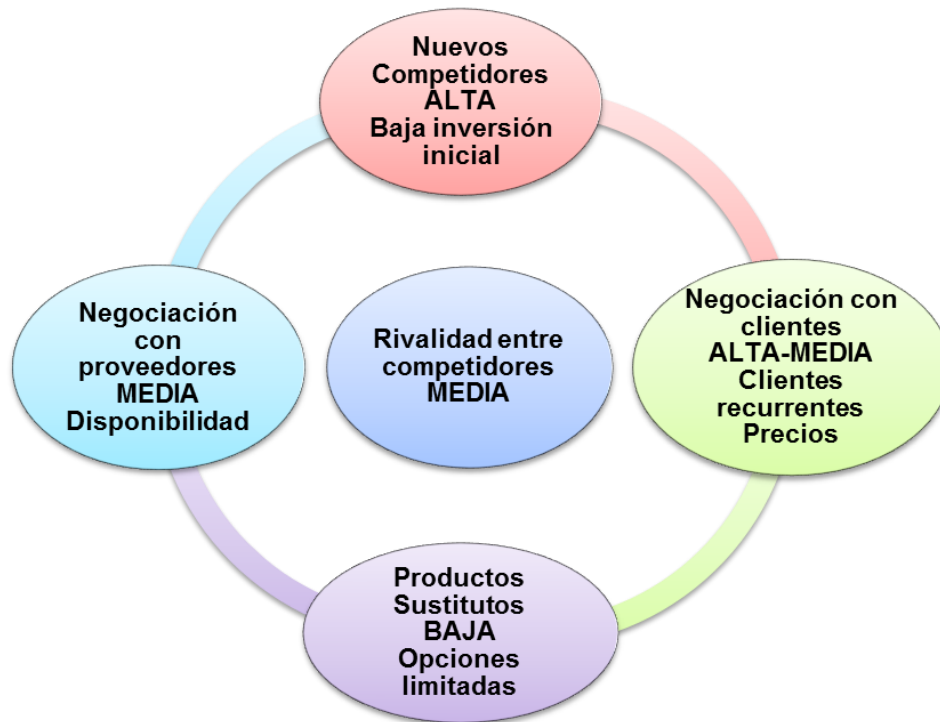 Nuevos
Competidores
ALTA
Baja inversión
inicial
Negociación
con
proveedores
MEDIA
Disponibilidad
Rivalidad entre
competidores
MEDIA
Negociación con
clientes
ALTA-MEDIA
Clientes
recurrentes
Precios
Productos
Sustitutos
BAJA
Opciones
limitadas